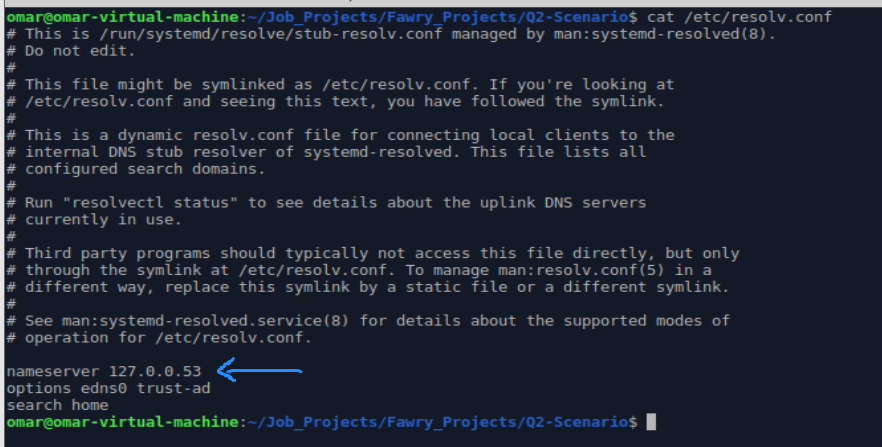 omar@omar-virtual-machine:~/Job_Projects/Fawry_Projects/Q2-Scenario$ cat /etc/resolv.conf
# This is /run/systemd/resolve/stub-resolv.conf managed by man:systemd-resolved(8).
# Do not edit.
#
# This file might be symlinked as /etc/resolv.conf. If you're looking at
# /etc/resolv.conf and seeing this text, you have followed the symlink.
#
# This is a dynamic resolv.conf file for connecting local clients to the
# internal DNS stub resolver of systemd-resolved. This file lists all
# configured search domains.
#
# Run "resolvectl status" to see details about the uplink DNS servers
# currently in use.
#
# Third party programs should typically not access this file directly, but only
# through the symlink at /etc/resolv.conf. To manage man:resolv.conf(5) in a
# different way, replace this symlink by a static file or a different symlink.
#
# See man:systemd-resolved.service(8) for details about the supported modes of
# operation for /etc/resolv.conf.
nameserver 127.0.0.53
options edns0 trust-ad
search home
omar@omar-virtual-machine:~/Job_Projects/Fawry_Projects/Q2-Scenario$